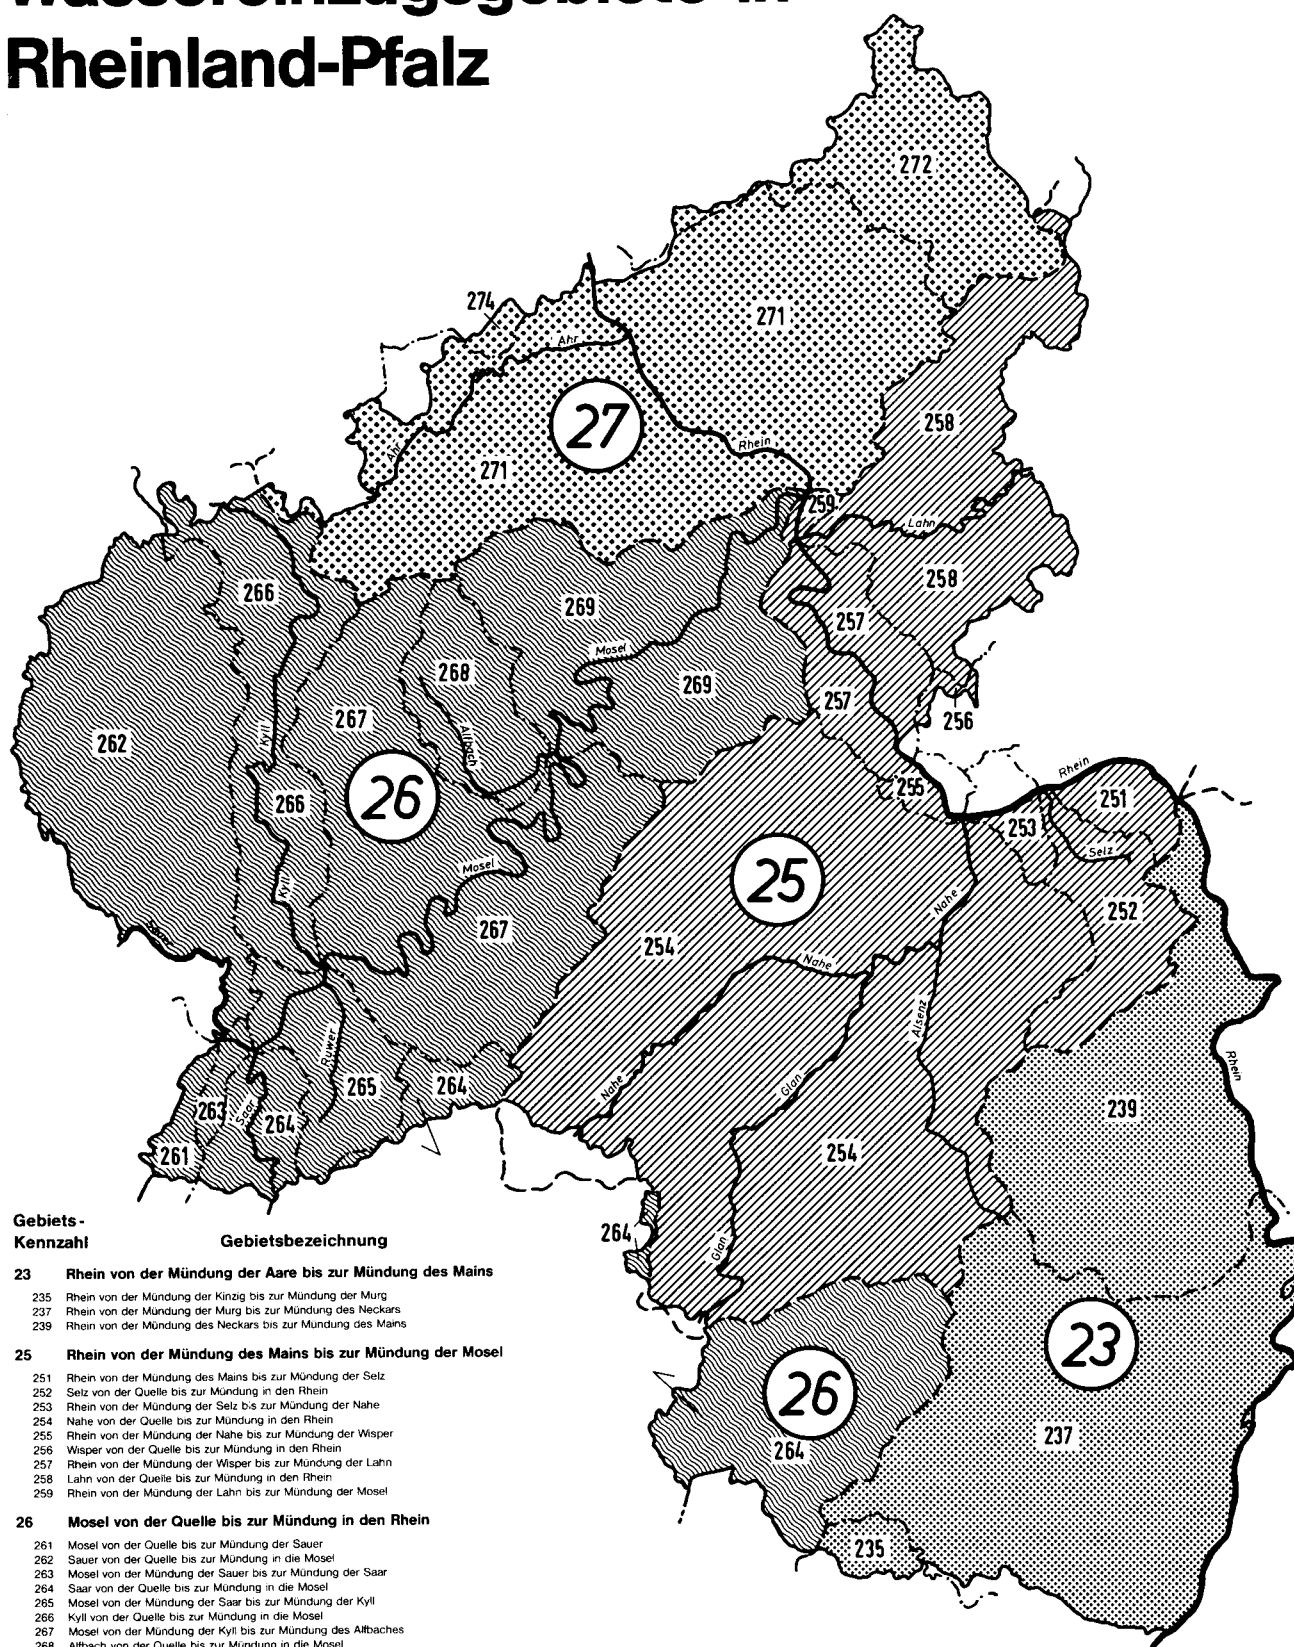 Rheinland-Pfalz
272
274
271
Ahr
27
258
Rhein
Ahr
271
259
Lahn
258
266
269
257
Mosel
268
269
267
257
262
Kyll
Alfbach
256
Rhein
266
26
255
251
253
Selz
25
Mosel
Kyll
Nahe
252
267
254
Nahe
Alsenz
Ruwer
Rhein
265
264
Nahe
Glan
263
Saar
264
239
261
254
264
Glan
23
26
237
264
235
Gebiets-
Kennzahl Gebietsbezeichnung
23 Rhein von der Mündung der Aare bis zur Mündung des Mains
235 Rhein von der Mündung der Kinzig bis zur Mündung der Murg
237 Rhein von der Mündung der Murg bis zur Mündung des Neckars
239 Rhein von der Mündung des Neckars bis zur Mündung des Mains
25 Rhein von der Mündung des Mains bis zur Mündung der Mosel
251 Rhein von der Mündung des Mains bis zur Mündung der Selz
252 Selz von der Quelle bis zur Mündung in den Rhein
253 Rhein von der Mündung der Selz bis zur Mündung der Nahe
254 Nahe von der Quelle bis zur Mündung in den Rhein
255 Rhein von der Mündung der Nahe bis zur Mündung der Wisper
256 Wisper von der Quelle bis zur Mündung in den Rhein
257 Rhein von der Mündung der Wisper bis zur Mündung der Lahn
258 Lahn von der Quelle bis zur Mündung in den Rhein
259 Rhein von der Mündung der Lahn bis zur Mündung der Mosel
26 Mosel von der Quelle bis zur Mündung in den Rhein
261 Mosel von der Quelle bis zur Mündung der Sauer
262 Sauer von der Quelle bis zur Mündung in die Mosel
263 Mosel von der Mündung der Sauer bis zur Mündung der Saar
264 Saar von der Quelle bis zur Mündung in die Mosel
265 Mosel von der Mündung der Saar bis zur Mündung der Kyll
266 Kyll von der Quelle bis zur Mündung in die Mosel
267 Mosel von der Mündung der Kyll bis zur Mündung des Alfbaches
268 Alfbach von der Quelle bis zur Mündung in die Mosel